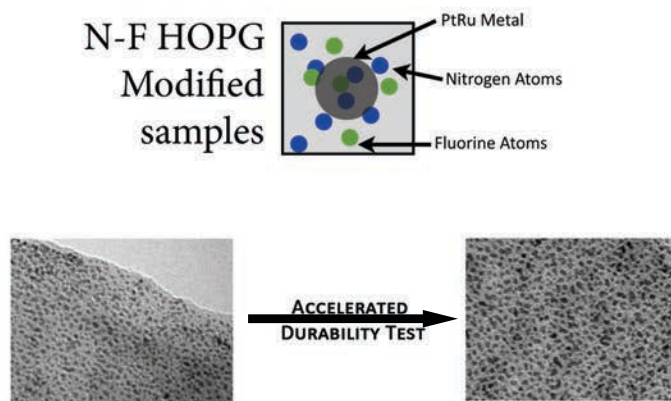 N-F HOPG
Modified
samples
PtRu Metal
Nitrogen Atoms
Fluorine Atoms
ACCELERATED
DURABILITY TEST